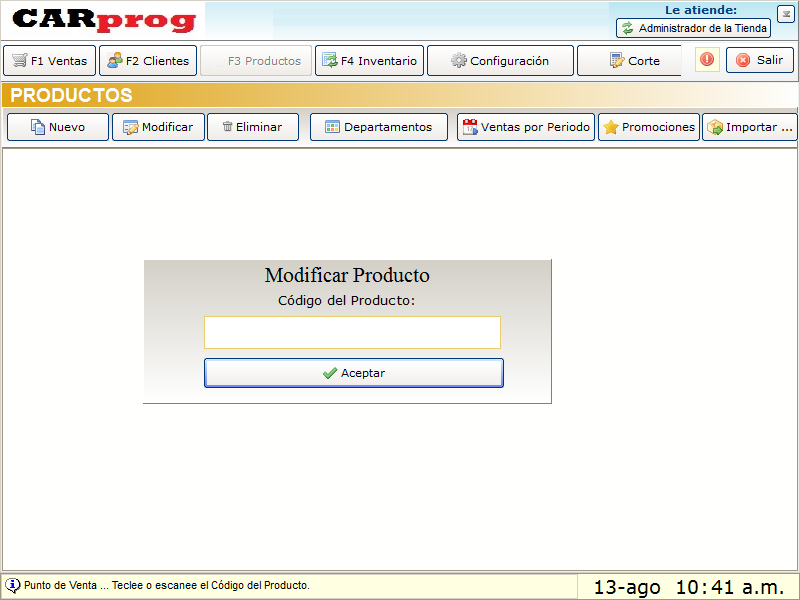 CARprog
Le atiende:
Administrador de la Tienda
F1 Ventas F2 Clientes F3 Productos F4 Inventario Configuración Corte Salir
PRODUCTOS
Nuevo Modificar Eliminar Departamentos Ventas por Periodo Promociones Importar ...
Modificar Producto
Código del Producto:
Aceptar
Punto de Venta ... Teclee o escanee el Código del Producto.
13-ago 10:41 a.m.